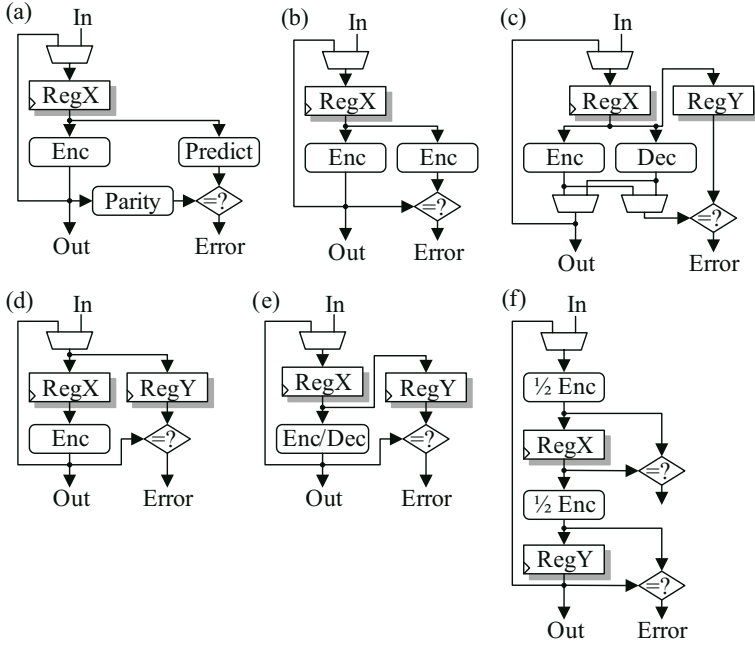 (a)
In
RegX
Enc
Predict
Parity
=?
Out
Error
(b)
In
RegX
Enc
Enc
=?
Out
Error
(c)
In
RegX
RegY
Enc
Dec
=?
Out
Error
(d)
In
RegX
RegY
Enc
=?
Out
Error
(e)
In
RegX
RegY
Enc/Dec
=?
Out
Error
(f)
In
½ Enc
RegX
=?
½ Enc
RegY
=?
Out
Error